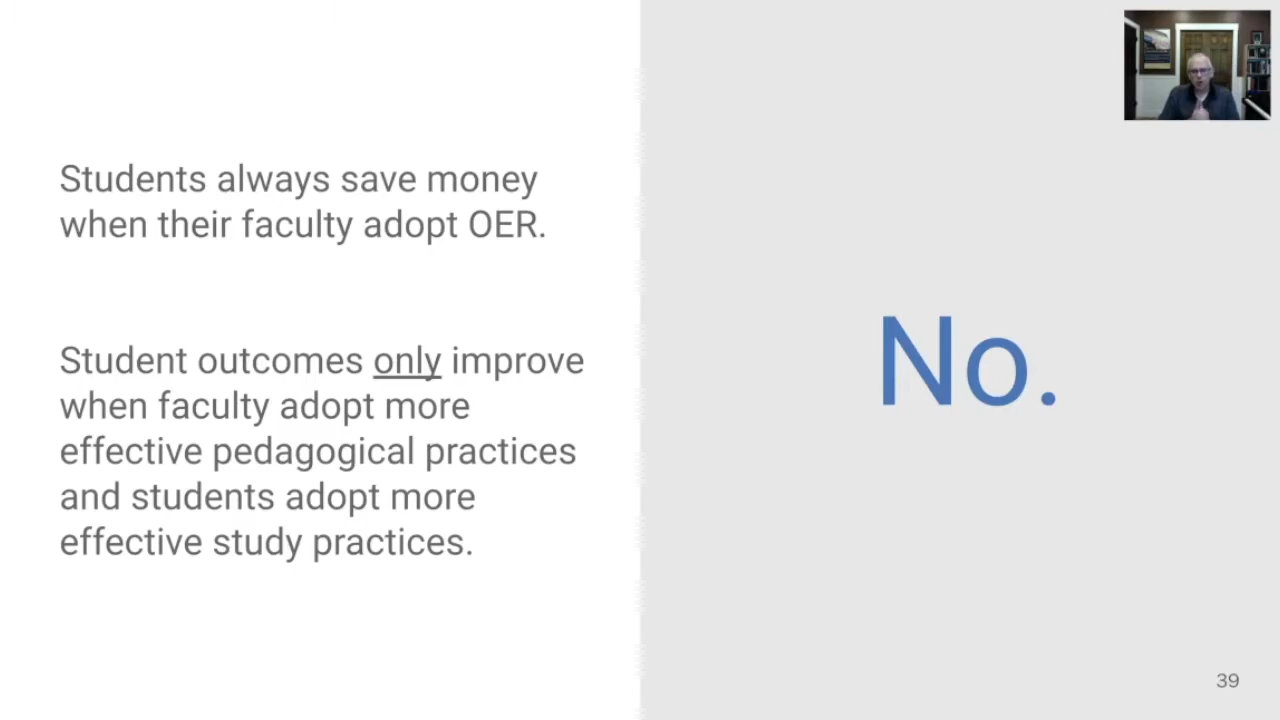 Students always save money
when their faculty adopt OER.
Student outcomes only improve
when faculty adopt more
effective pedagogical practices
and students adopt more
effective study practices.
No.
39